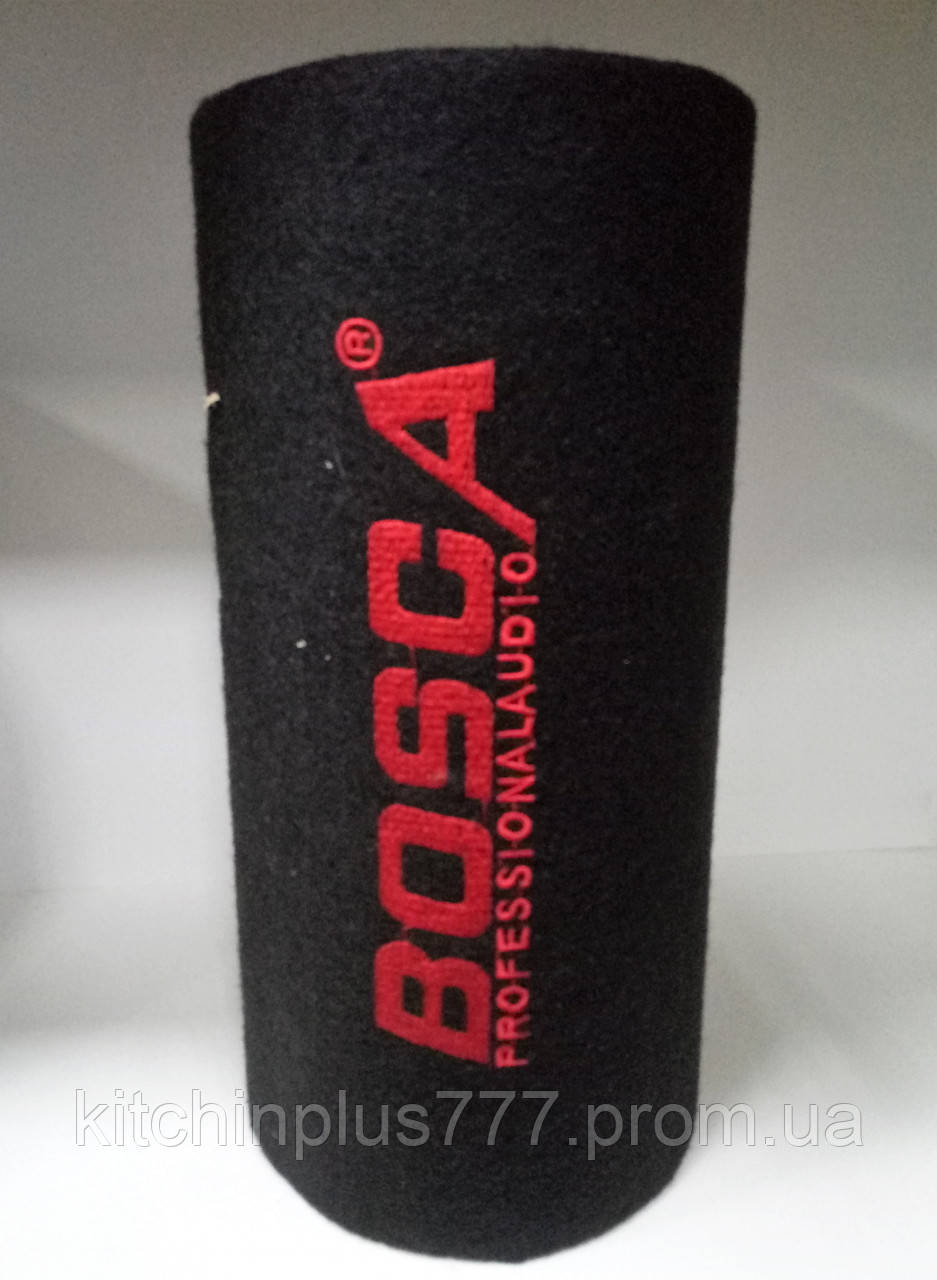 BOSCA®
PROFESSIONALAUDIO
kitchinplus777.prom.ua